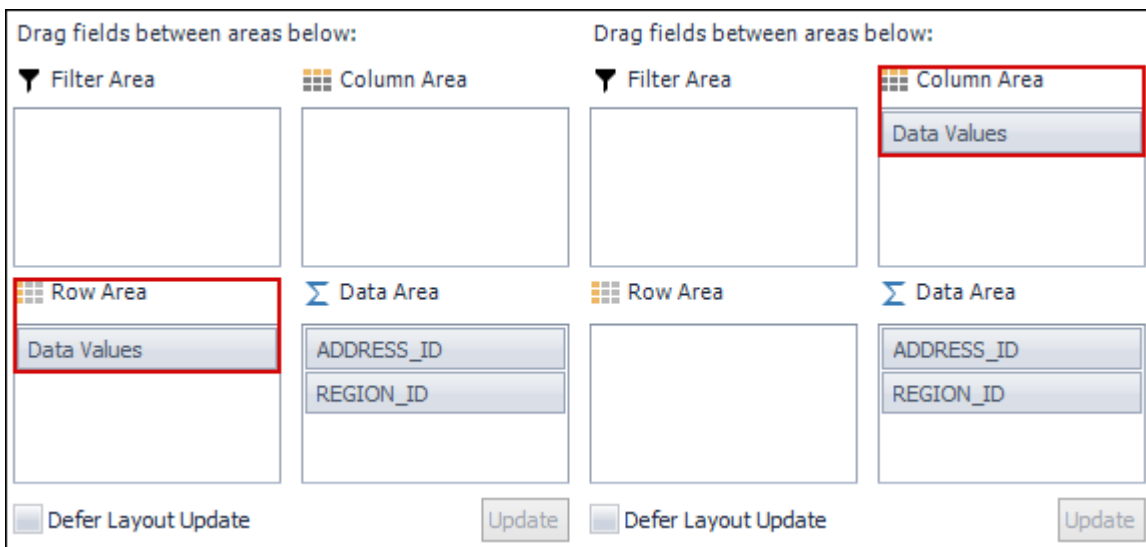 Drag fields between areas below:
Filter Area
Column Area
Row Area
Data Values
Data Area
ADDRESS_ID
REGION_ID
Defer Layout Update
Update
Drag fields between areas below:
Filter Area
Column Area
Data Values
Row Area
Data Area
ADDRESS_ID
REGION_ID
Defer Layout Update
Update